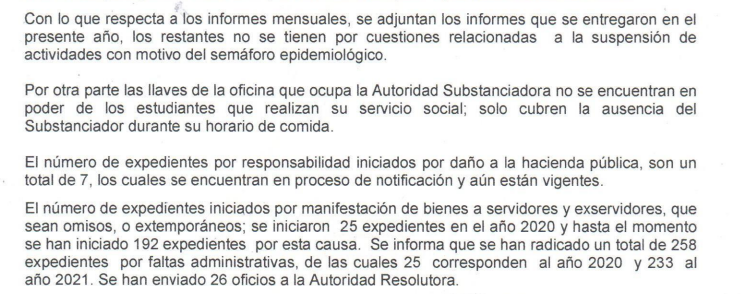 Con lo que respecta a los informes mensuales, se adjuntan los informes que se entregaron en el
presente año, los restantes no se tienen por cuestiones relacionadas a la suspensión de
actividades con motivo del semáforo epidemiológico.
Por otra parte las llaves de la oficina que ocupa la Autoridad Substanciadora no se encuentran en
poder de los estudiantes que realizan su servicio social; solo cubren la ausencia del
Substanciador durante su horario de comida.
El número de expedientes por responsabilidad iniciados por daño a la hacienda pública, son un
total de 7, los cuales se encuentran en proceso de notificación y aún están vigentes.
El número de expedientes iniciados por manifestación de bienes a servidores y exservidores, que
sean omisos, o extemporáneos; se iniciaron 25 expedientes en el año 2020 y hasta el momento
se han iniciado 192 expedientes por esta causa. Se informa que se han radicado un total de 258
expedientes por faltas administrativas, de las cuales 25 corresponden al año 2020 y 233 al
año 2021. Se han enviado 26 oficios a la Autoridad Resolutora.